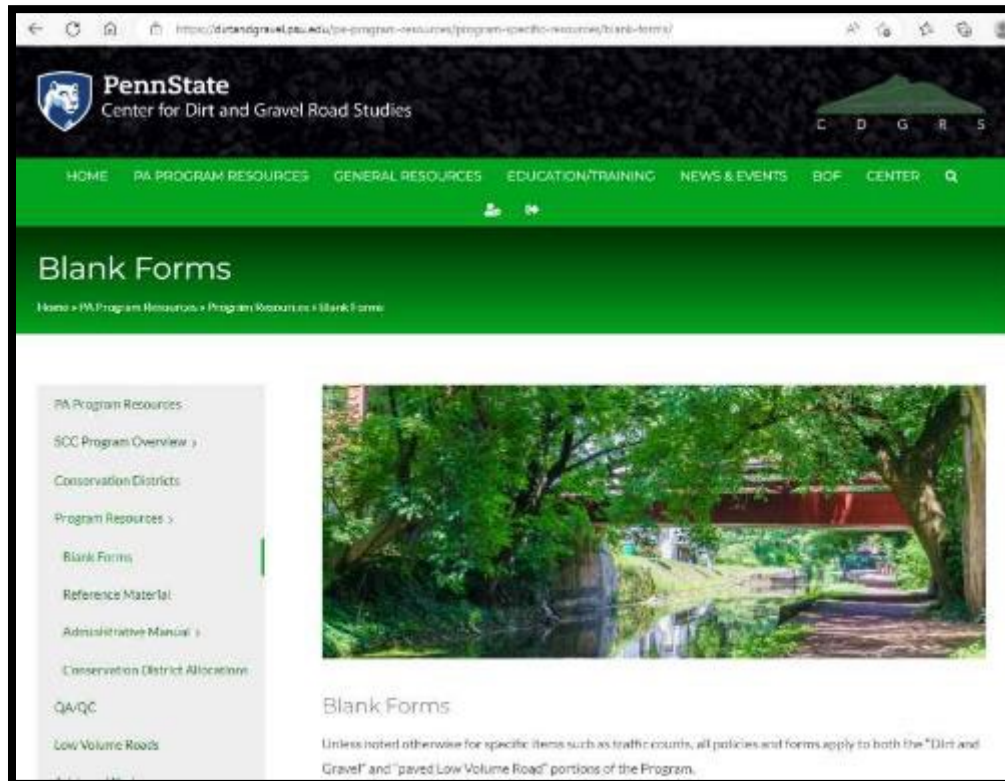 https://dirtandgravel.psu.edu/pa-program-resources/program-specific-resources/blank-forms/
PennState
Center for Dirt and Gravel Road Studies
C D G R S
HOME PA PROGRAM RESOURCES GENERAL RESOURCES EDUCATION/TRAINING NEWS & EVENTS BOF CENTER
Blank Forms
Home » PA Program Resources » Program Resources » Blank Forms
PA Program Resources
SCC Program Overview ›
Conservation Districts
Program Resources ›
Blank Forms
Reference Material
Administrative Manual ›
Conservation District Allocations
QA/QC
Low Volume Roads
Blank Forms
Unless noted otherwise for specific items such as traffic counts, all policies and forms apply to both the "Dirt and
Gravel" and "paved Low Volume Road" portions of the Program.